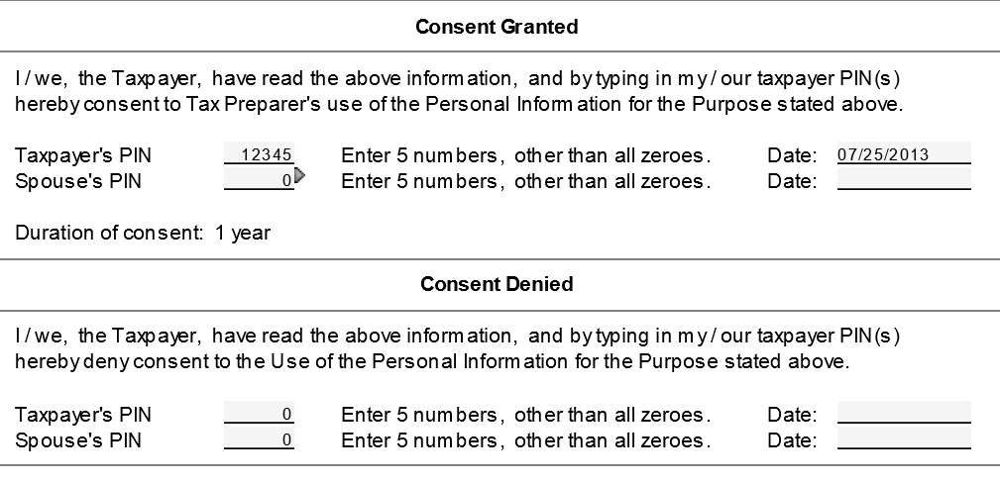 Consent Granted
I / we, the Taxpayer, have read the above information, and by typing in my / our taxpayer PIN(s)
hereby consent to Tax Preparer's use of the Personal Information for the Purpose stated above.
Taxpayer's PIN 12345 Enter 5 numbers, other than all zeroes. Date: 07/25/2013
Spouse's PIN 0 Enter 5 numbers, other than all zeroes. Date:
Duration of consent: 1 year
Consent Denied
I / we, the Taxpayer, have read the above information, and by typing in my / our taxpayer PIN(s)
hereby deny consent to the Use of the Personal Information for the Purpose stated above.
Taxpayer's PIN 0 Enter 5 numbers, other than all zeroes. Date:
Spouse's PIN 0 Enter 5 numbers, other than all zeroes. Date: